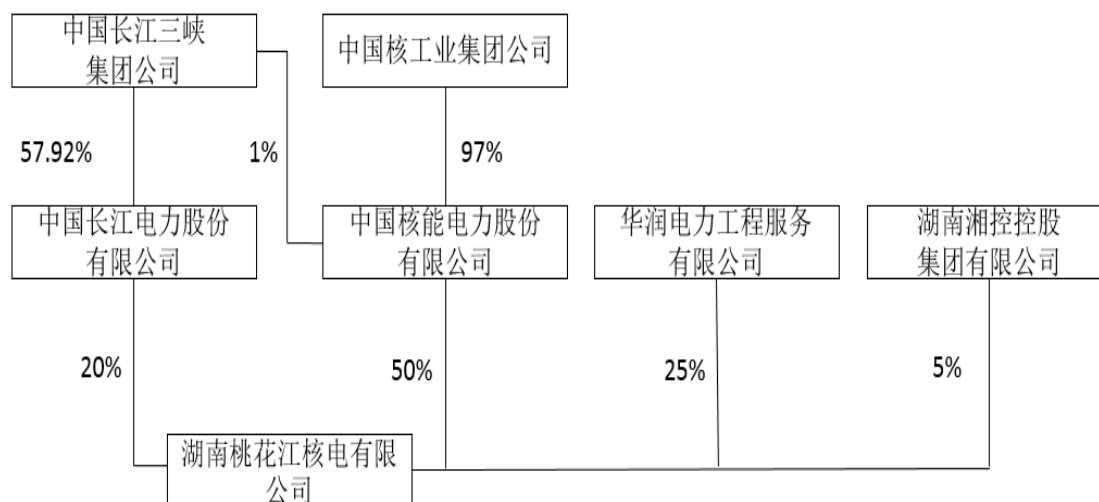 中国长江三峡
集团公司
中国核工业集团公司
57.92%
1%
97%
中国长江电力股份
有限公司
中国核能电力股份
有限公司
华润电力工程服务
有限公司
湖南湘控控股
集团有限公司
20%
50%
25%
5%
湖南桃花江核电有限
公司